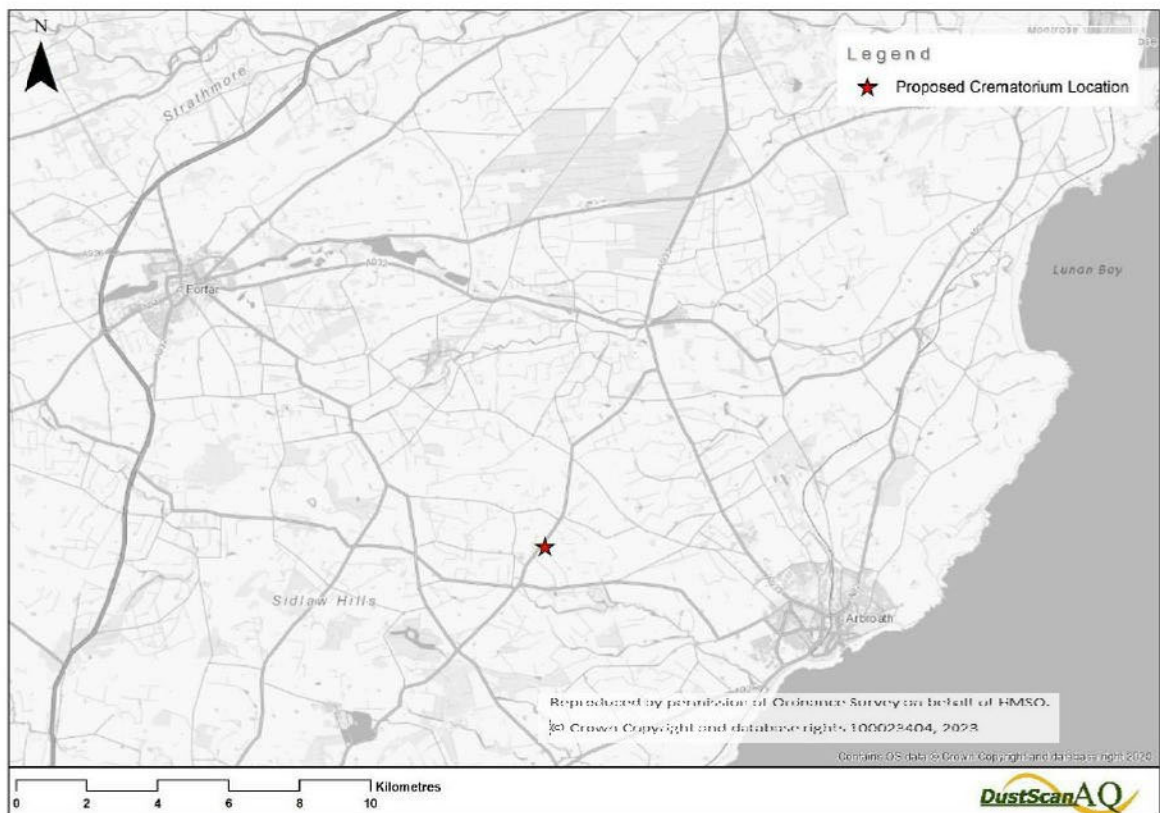 N
Montrose
Legend
Proposed Crematorium Location
Strathmore
Lunan Bay
A926
A932
Forfar
Sidlaw Hills
Arbroath
Reproduced by permission of Ordnance Survey on behalf of HMSO.
© Crown Copyright and database rights 100023404, 2023
Contains OS data © Crown Copyright and database right 2020
Kilometres
0 2 4 6 8 10
DustScanAQ